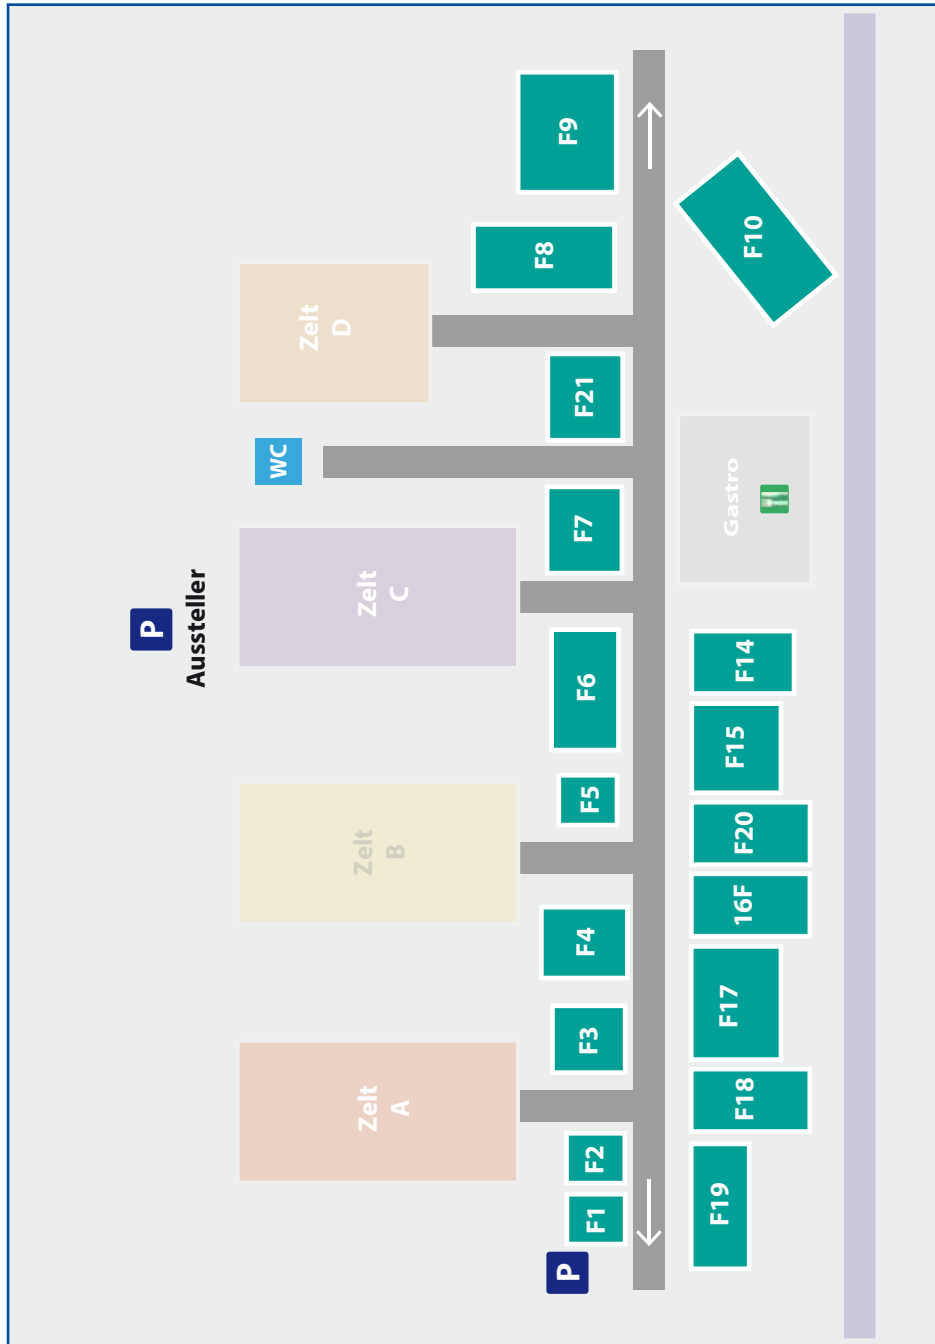 Zelt
D
WC
Zelt
C
P
Aussteller
Zelt
B
Zelt
A
F9
F8
F21
F7
F6
F5
F4
F3
F2
F1
P
F10
Gastro
F14
F15
F20
16F
F17
F18
F19